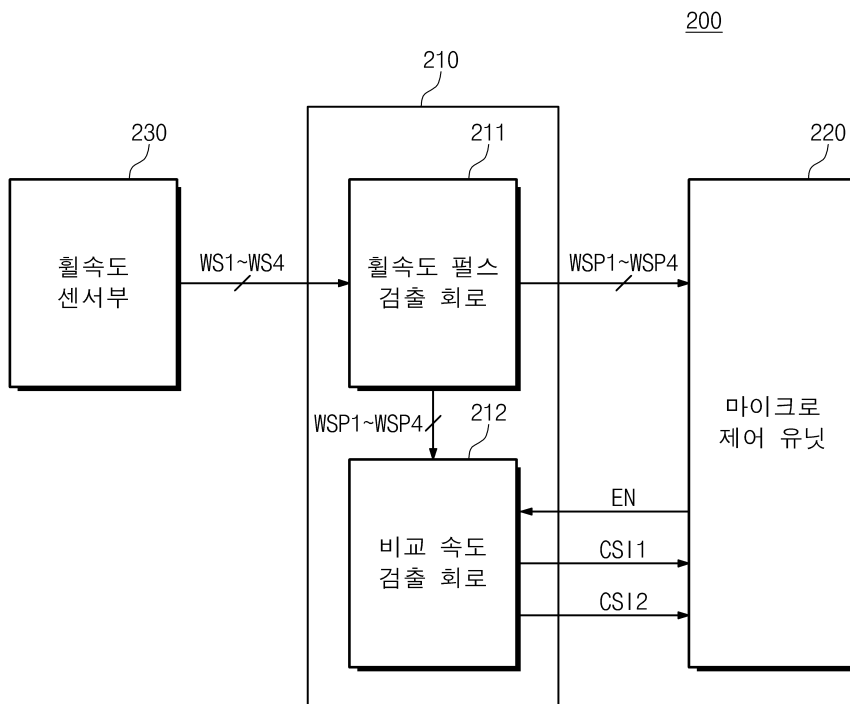 200
210
230
211
220
휠속도
센서부
WS1~WS4
휠속도 펄스
검출 회로
WSP1~WSP4
마이크로
제어 유닛
WSP1~WSP4
212
비교 속도
검출 회로
EN
CSI1
CSI2